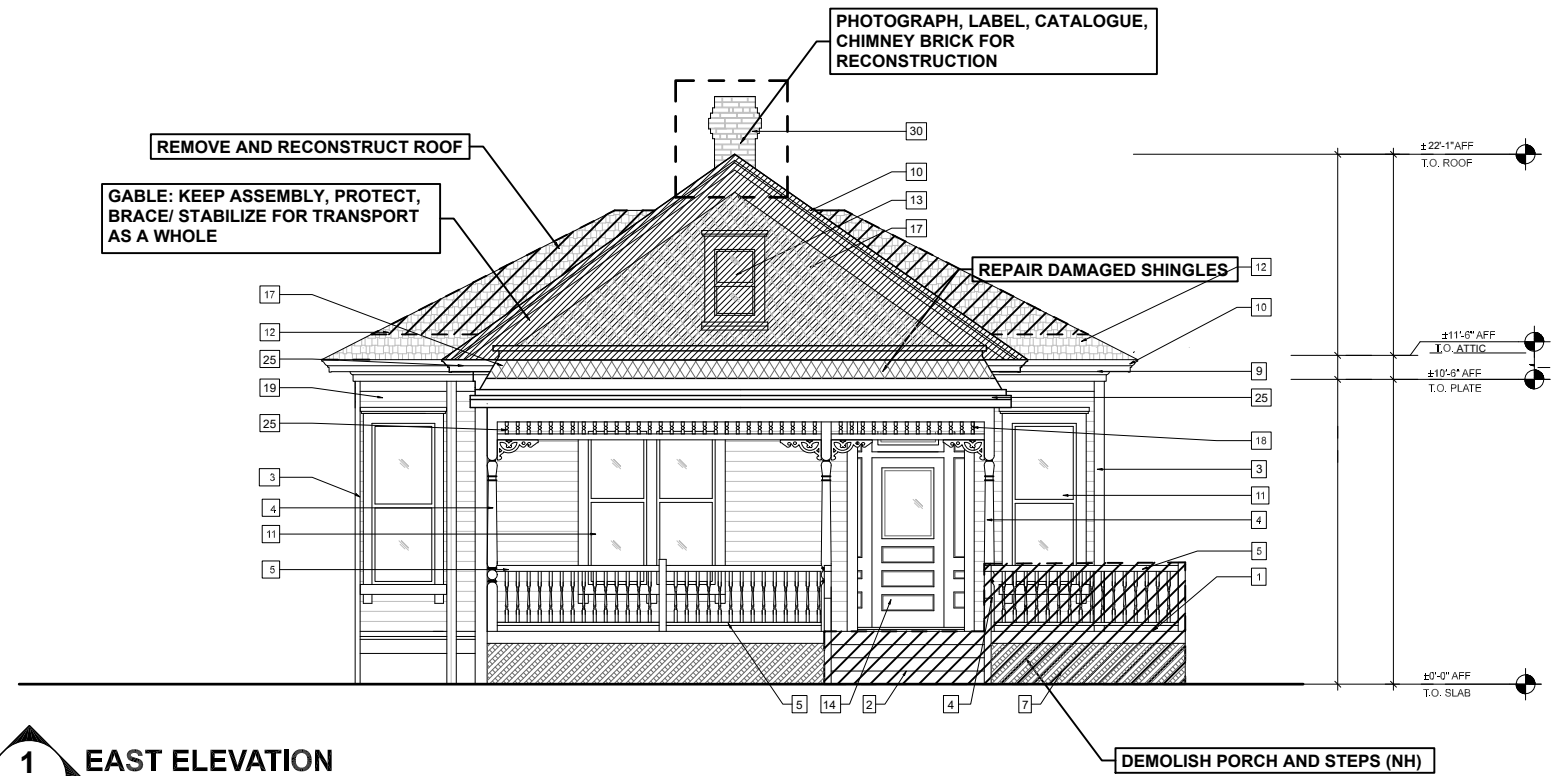 PHOTOGRAPH, LABEL, CATALOGUE,
CHIMNEY BRICK FOR
RECONSTRUCTION
30
REMOVE AND RECONSTRUCT ROOF
±22'-1" AFF
T.O. ROOF
10
GABLE: KEEP ASSEMBLY, PROTECT,
BRACE/ STABILIZE FOR TRANSPORT
AS A WHOLE
13
17
REPAIR DAMAGED SHINGLES
12
17
10
12
±11'-6" AFF
T.O. ATTIC
25
9
±10'-6" AFF
T.O. PLATE
19
25
25
18
3
3
4
11
11
4
5
5
1
±0'-0" AFF
T.O. SLAB
5
14
2
4
7
1
EAST ELEVATION
DEMOLISH PORCH AND STEPS (NH)